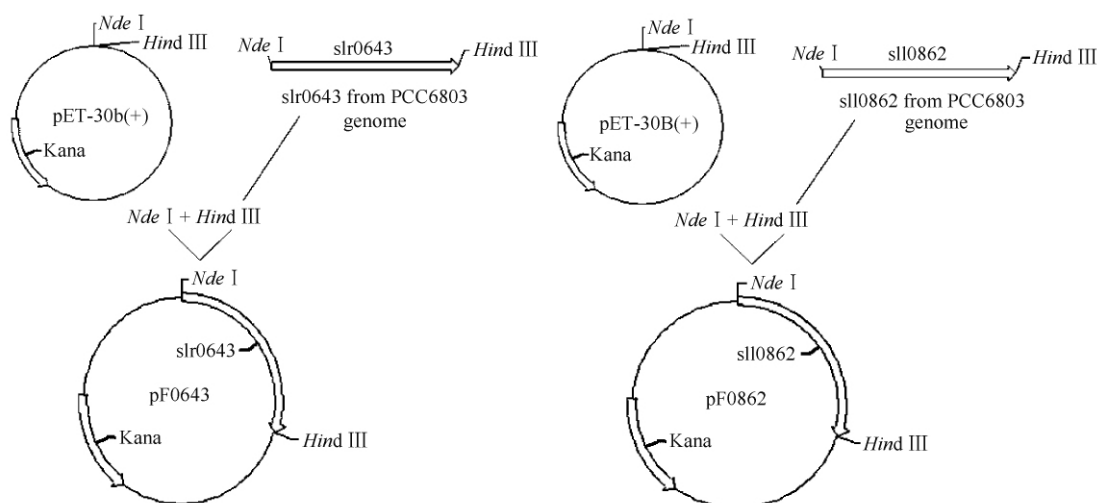 Nde Ⅰ
Hind Ⅲ
pET-30b(+)
Kana
Nde Ⅰ
slr0643
Hind Ⅲ
slr0643 from PCC6803
genome
Nde Ⅰ + Hind Ⅲ
Nde Ⅰ
slr0643
pF0643
Kana
Hind Ⅲ
Nde Ⅰ
Hind Ⅲ
pET-30B(+)
Kana
Nde Ⅰ
sll0862
Hind Ⅲ
sll0862 from PCC6803
genome
Nde Ⅰ + Hind Ⅲ
Nde Ⅰ
sll0862
pF0862
Kana
Hind Ⅲ